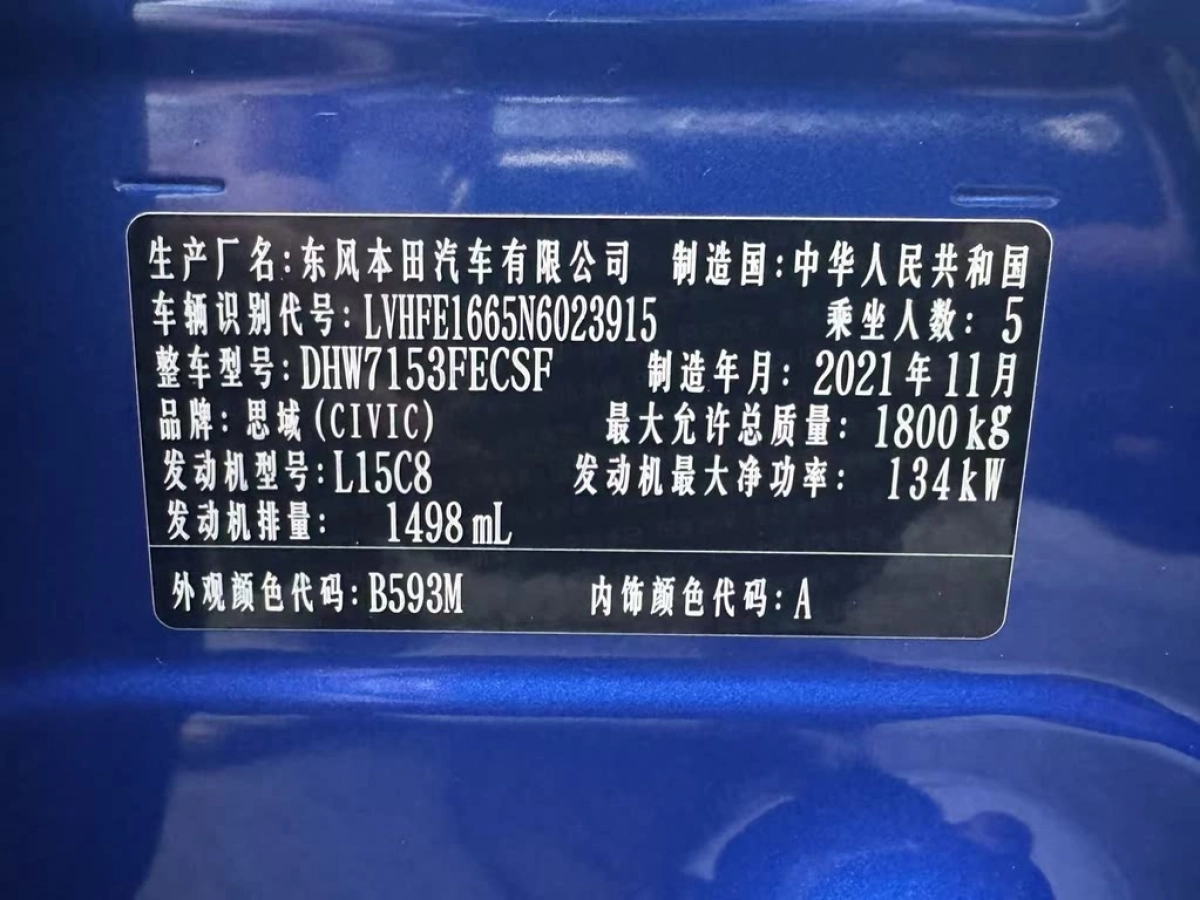 生产厂名:东风本田汽车有限公司 制造国:中华人民共和国
车辆识别代号:LVHFE1665N6023915 乘坐人数:5
整车型号:DHW7153FECSF 制造年月:2021年11月
品牌:思域(CIVIC) 最大允许总质量:1800kg
发动机型号:L15C8 发动机最大净功率:134kW
发动机排量: 1498mL
外观颜色代码:B593M 内饰颜色代码:A